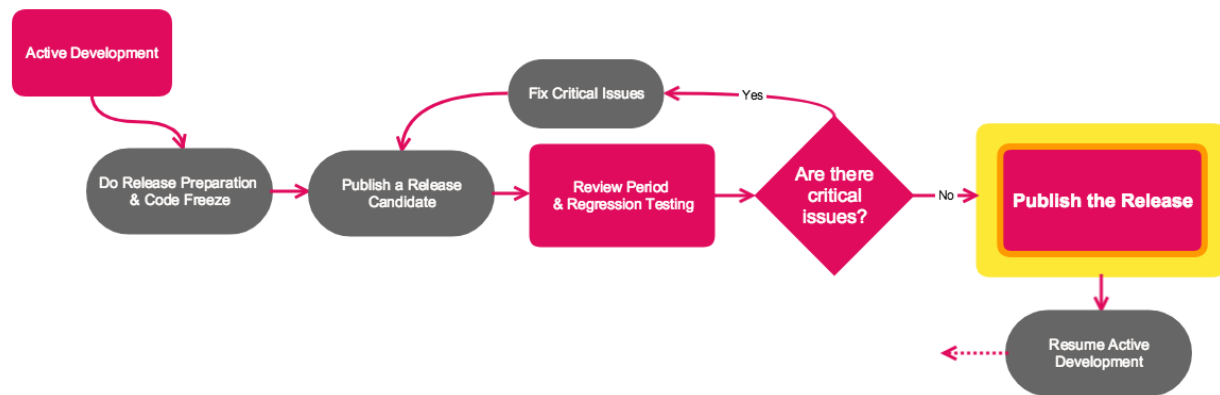 Active Development
Do Release Preparation
& Code Freeze
Publish a Release
Candidate
Fix Critical Issues
Review Period
& Regression Testing
Are there
critical
issues?
Yes
No
Publish the Release
Resume Active
Development